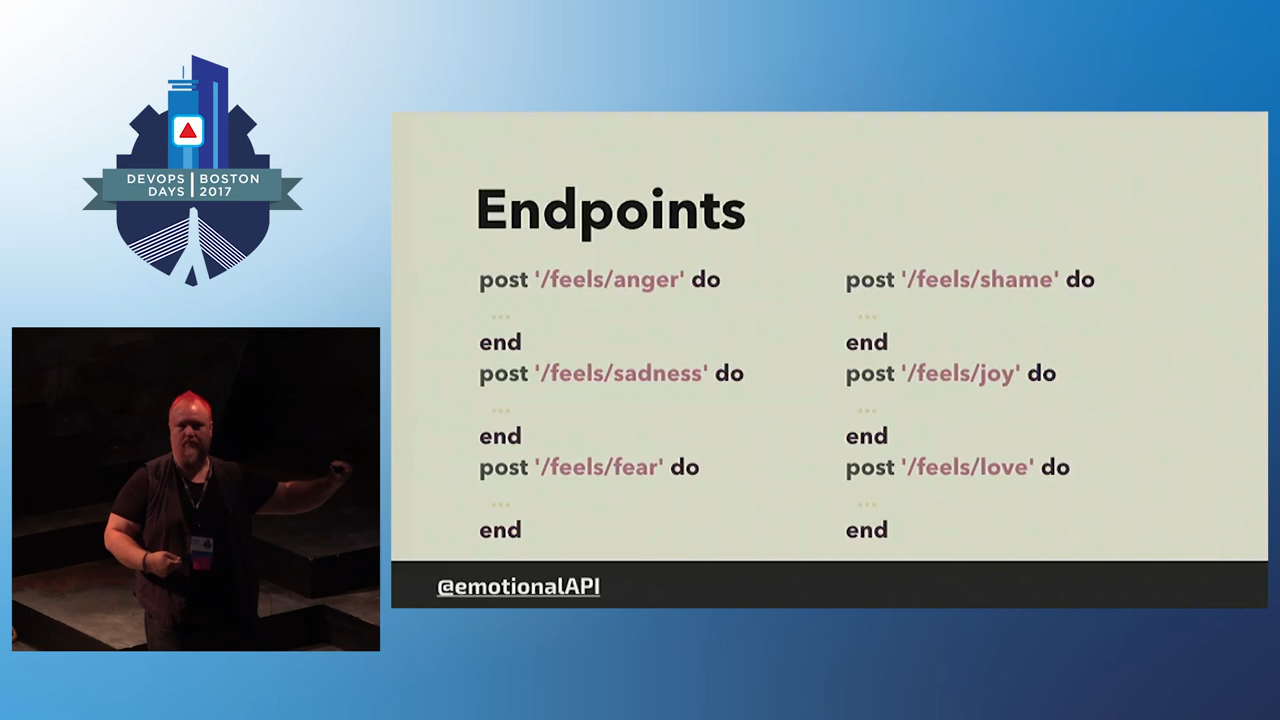 DEVOPS BOSTON
DAYS 2017
Endpoints
post '/feels/anger' do
...
end
post '/feels/sadness' do
...
end
post '/feels/fear' do
...
end
post '/feels/shame' do
...
end
post '/feels/joy' do
...
end
post '/feels/love' do
...
end
@emotionalAPI